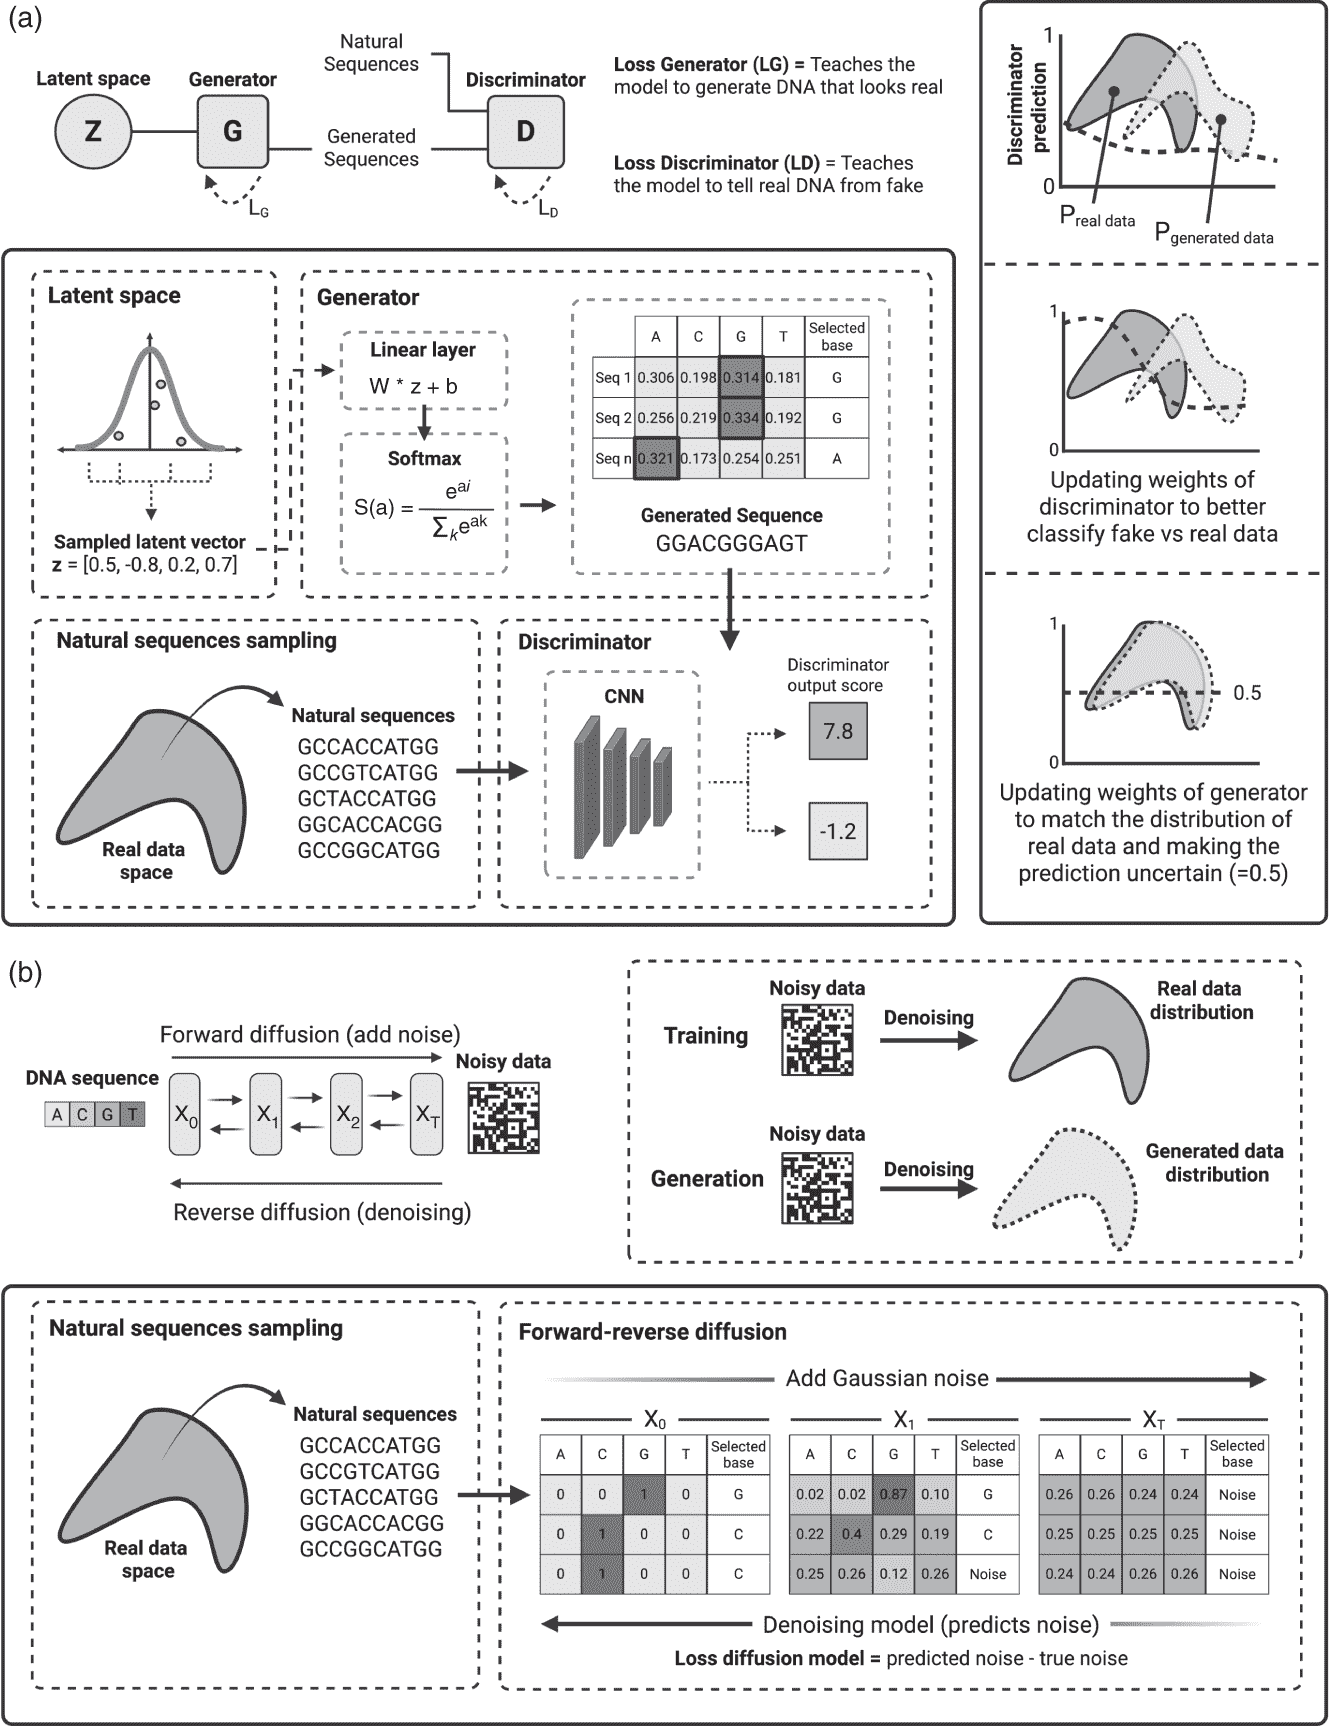 (a)
Latent space
Z
Generator
G
LG
Natural
Sequences
Generated
Sequences
Discriminator
D
LD
Loss Generator (LG) = Teaches the
model to generate DNA that looks real
Loss Discriminator (LD) = Teaches
the model to tell real DNA from fake
Discriminator
prediction
1
0
Preal data
Pgenerated data
1
0
Updating weights of
discriminator to better
classify fake vs real data
1
0.5
0
Updating weights of generator
to match the distribution of
real data and making the
prediction uncertain (=0.5)
Latent space
Sampled latent vector
z = [0.5, -0.8, 0.2, 0.7]
Generator
Linear layer
W * z + b
Softmax
S(a) = e^ai / ∑k e^ak
A C G T Selected base
Seq 1 0.306 0.198 0.314 0.181 G
Seq 2 0.256 0.219 0.334 0.192 G
Seq n 0.321 0.173 0.254 0.251 A
Generated Sequence
GGACGGGAGT
Natural sequences sampling
Real data
space
Natural sequences
GCCACCATGG
GCCGTCATGG
GCTACCATGG
GGCACCACGG
GCCGGCATGG
Discriminator
CNN
Discriminator
output score
7.8
-1.2
(b)
Forward diffusion (add noise)
DNA sequence
A C G T
X0 X1 X2 XT
Noisy data
Reverse diffusion (denoising)
Training
Noisy data
Denoising
Real data
distribution
Generation
Noisy data
Denoising
Generated data
distribution
Natural sequences sampling
Real data
space
Natural sequences
GCCACCATGG
GCCGTCATGG
GCTACCATGG
GGCACCACGG
GCCGGCATGG
Forward-reverse diffusion
Add Gaussian noise
X0
A C G T Selected base
0 0 1 0 G
0 1 0 0 C
0 1 0 0 C
X1
A C G T Selected base
0.02 0.02 0.87 0.10 G
0.22 0.4 0.29 0.19 C
0.25 0.26 0.12 0.26 Noise
XT
A C G T Selected base
0.26 0.26 0.24 0.24 Noise
0.25 0.25 0.25 0.25 Noise
0.24 0.24 0.26 0.26 Noise
Denoising model (predicts noise)
Loss diffusion model = predicted noise - true noise